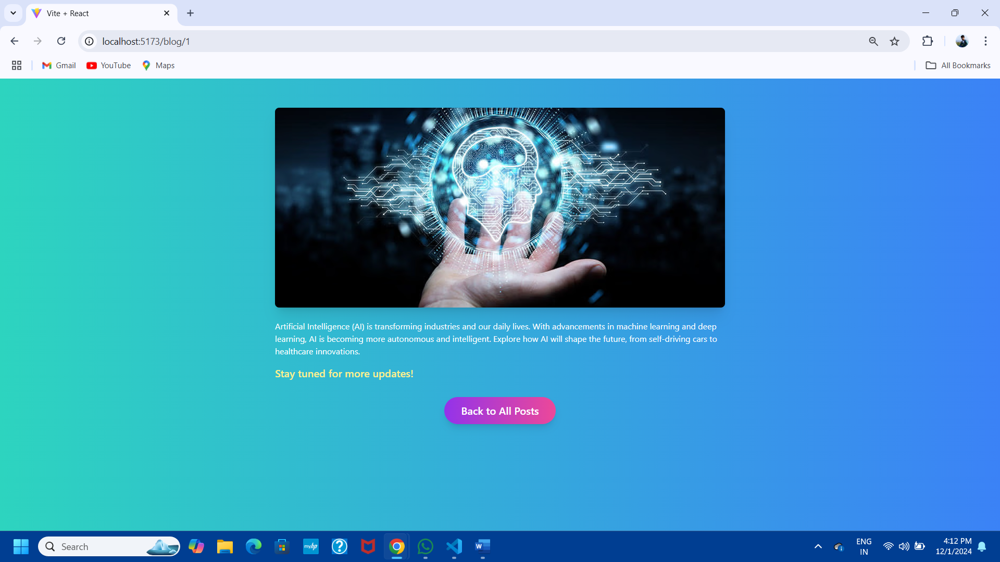 Vite + React
localhost:5173/blog/1
Gmail
YouTube
Maps
All Bookmarks
Artificial Intelligence (AI) is transforming industries and our daily lives. With advancements in machine learning and deep
learning, AI is becoming more autonomous and intelligent. Explore how AI will shape the future, from self-driving cars to
healthcare innovations.
Stay tuned for more updates!
Back to All Posts
Search
myhp
W
ENG
IN
4:12 PM
12/1/2024